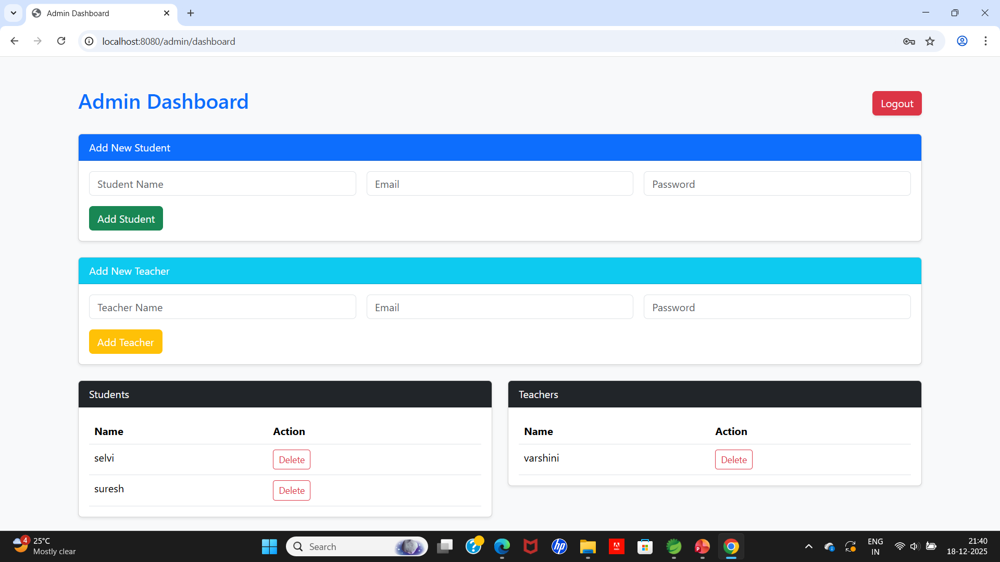 Admin Dashboard
localhost:8080/admin/dashboard
Admin Dashboard
Logout
Add New Student
Student Name
Email
Password
Add Student
Add New Teacher
Teacher Name
Email
Password
Add Teacher
Students
Name Action
selvi Delete
suresh Delete
Teachers
Name Action
varshini Delete
4
25°C
Mostly clear
Search
?
hp
P
ENG
IN
21:40
18-12-2025